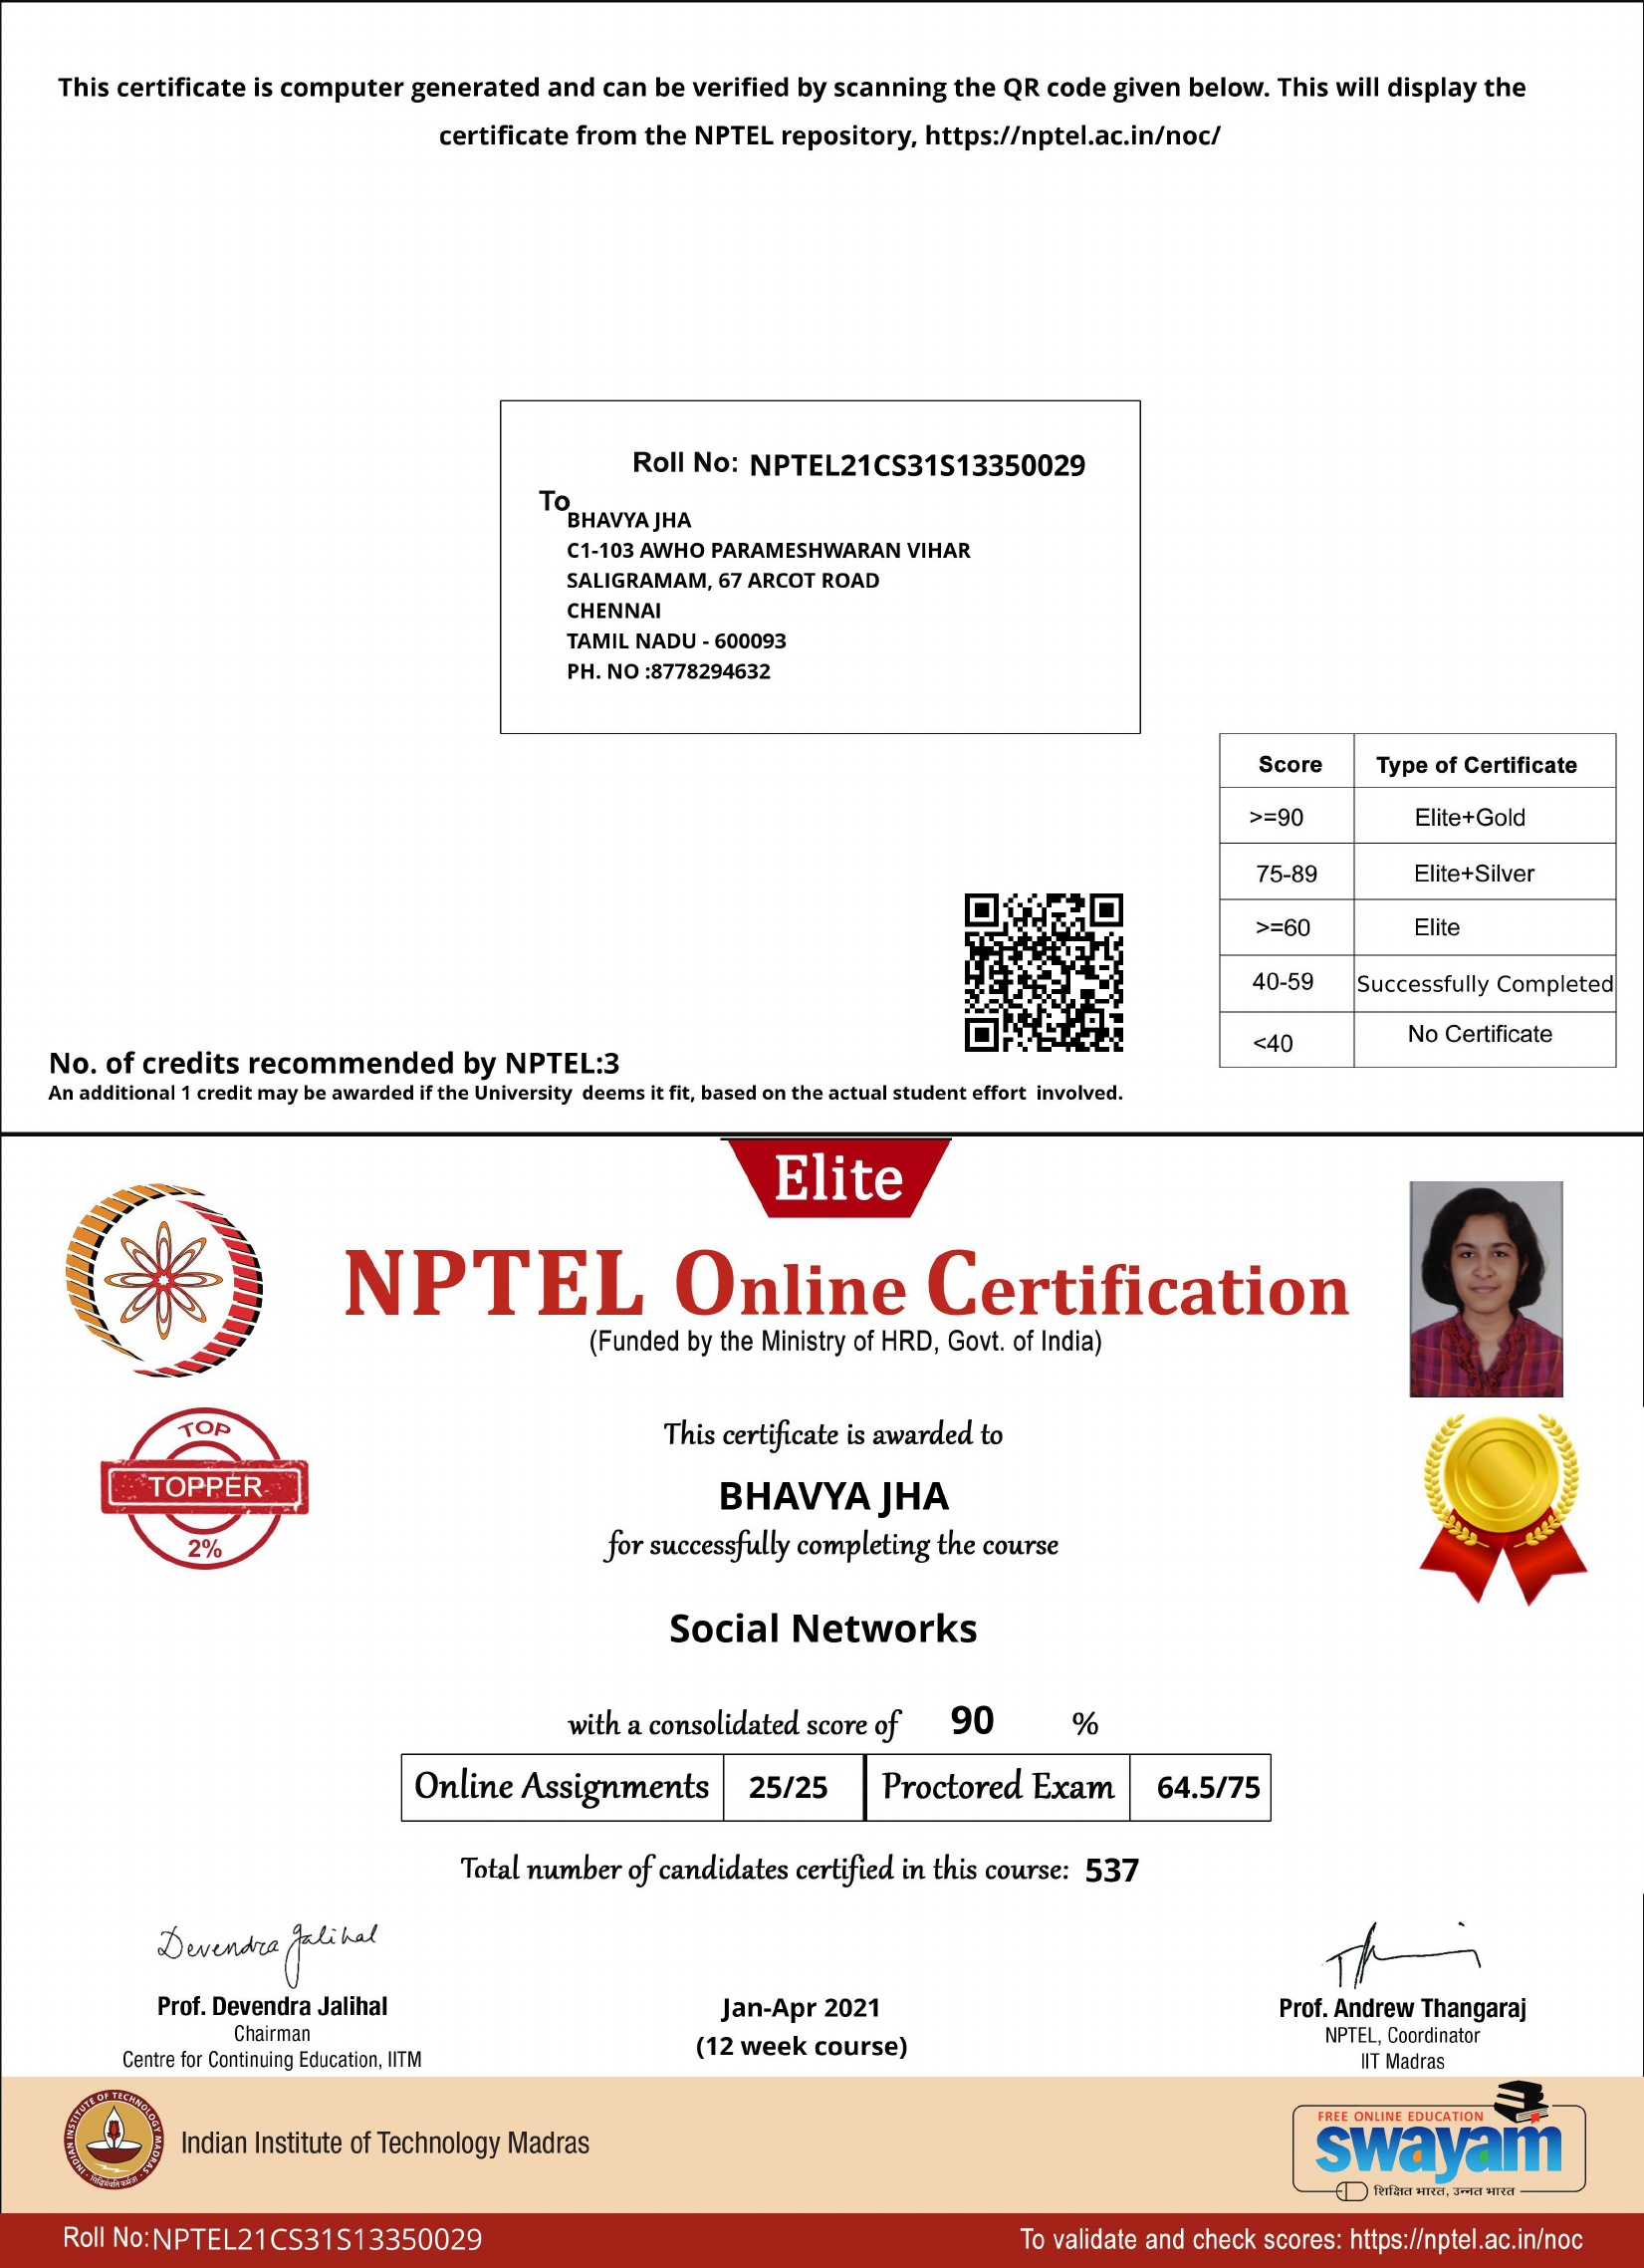 This certificate is computer generated and can be verified by scanning the QR code given below. This will display the
certificate from the NPTEL repository, https://nptel.ac.in/noc/
Roll No: NPTEL21CS31S13350029
To
BHAVYA JHA
C1-103 AWHO PARAMESHWARAN VIHAR
SALIGRAMAM, 67 ARCOT ROAD
CHENNAI
TAMIL NADU - 600093
PH. NO :8778294632
Score Type of Certificate
>=90 Elite+Gold
75-89 Elite+Silver
>=60 Elite
40-59 Successfully Completed
<40 No Certificate
No. of credits recommended by NPTEL:3
An additional 1 credit may be awarded if the University deems it fit, based on the actual student effort involved.
Elite
NPTEL Online Certification
(Funded by the Ministry of HRD, Govt. of India)
TOP
TOPPER
2%
This certificate is awarded to
BHAVYA JHA
for successfully completing the course
Social Networks
with a consolidated score of 90 %
Online Assignments 25/25 Proctored Exam 64.5/75
Total number of candidates certified in this course: 537
Devendra Jalihal
Prof. Devendra Jalihal
Chairman
Centre for Continuing Education, IITM
Jan-Apr 2021
(12 week course)
Prof. Andrew Thangaraj
NPTEL, Coordinator
IIT Madras
INDIAN INSTITUTE OF TECHNOLOGY MADRAS
Indian Institute of Technology Madras
FREE ONLINE EDUCATION
swayam
शिक्षित भारत, उन्नत भारत
Roll No: NPTEL21CS31S13350029
To validate and check scores: https://nptel.ac.in/noc